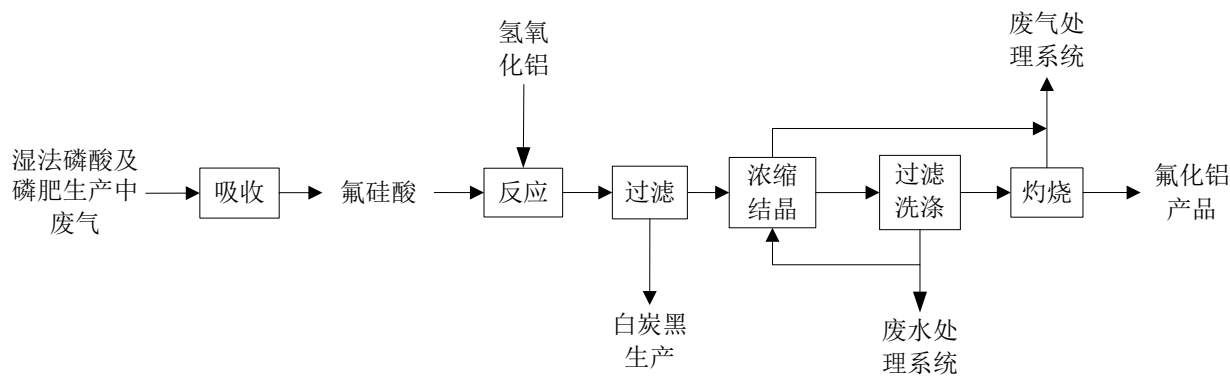 湿法磷酸及
磷肥生产中
废气
吸收
氟硅酸
氢氧
化铝
反应
过滤
白炭黑
生产
浓缩
结晶
过滤
洗涤
废水处
理系统
废气处
理系统
灼烧
氟化铝
产品